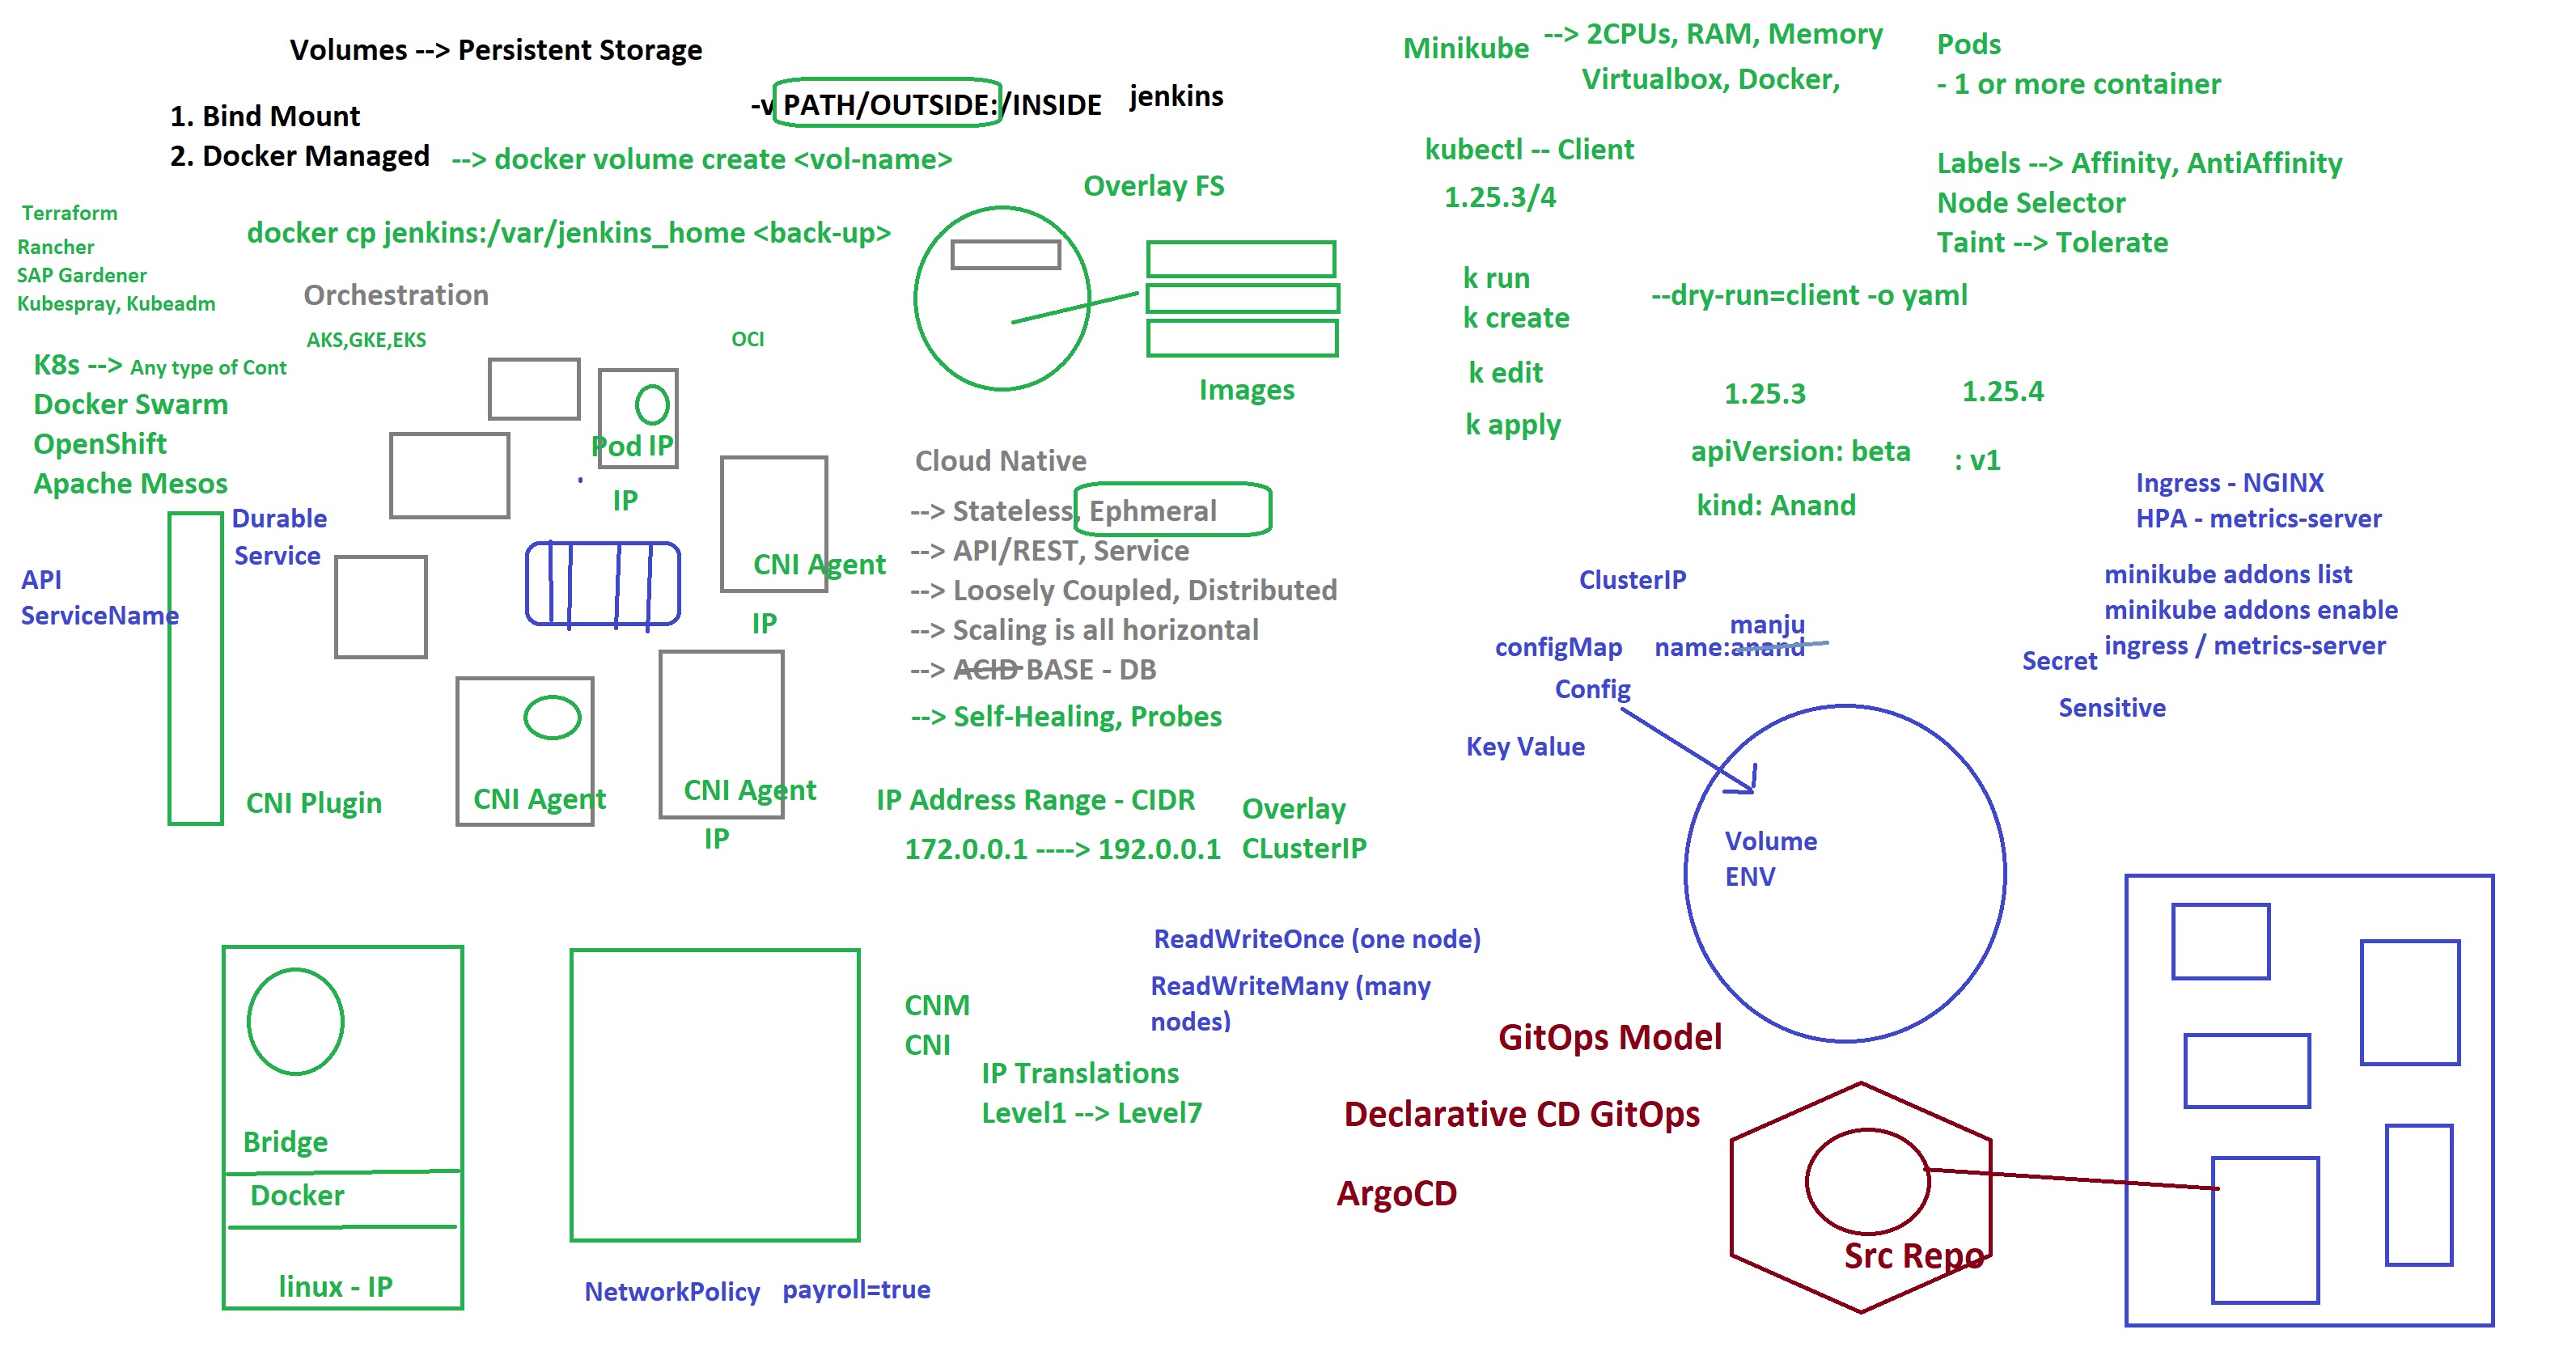 Volumes --> Persistent Storage
-v PATH/OUTSIDE:/INSIDE
jenkins
1. Bind Mount
2. Docker Managed
--> docker volume create <vol-name>
docker cp jenkins:/var/jenkins_home <back-up>
Terraform
Rancher
SAP Gardener
Kubespray, Kubeadm
Orchestration
AKS,GKE,EKS
OCI
K8s --> Any type of Cont
Docker Swarm
OpenShift
Apache Mesos
Durable
Service
API
ServiceName
Pod IP
IP
CNI Agent
IP
CNI Plugin
CNI Agent
CNI Agent
IP
Overlay FS
Images
Cloud Native
--> Stateless, Ephmeral
--> API/REST, Service
--> Loosely Coupled, Distributed
--> Scaling is all horizontal
--> ACID BASE - DB
--> Self-Healing, Probes
IP Address Range - CIDR
172.0.0.1 ----> 192.0.0.1
Overlay
CLusterIP
Bridge
Docker
linux - IP
NetworkPolicy
payroll=true
CNM
CNI
IP Translations
Level1 --> Level7
ReadWriteOnce (one node)
ReadWriteMany (many
nodes)
Minikube
--> 2CPUs, RAM, Memory
Virtualbox, Docker,
Pods
- 1 or more container
kubectl -- Client
1.25.3/4
Labels --> Affinity, AntiAffinity
Node Selector
Taint --> Tolerate
k run
k create
k edit
k apply
--dry-run=client -o yaml
1.25.3
1.25.4
apiVersion: beta
: v1
kind: Anand
Ingress - NGINX
HPA - metrics-server
minikube addons list
minikube addons enable
ingress / metrics-server
ClusterIP
manju
configMap
name:anand
Config
Key Value
Secret
Sensitive
Volume
ENV
GitOps Model
Declarative CD GitOps
ArgoCD
Src Repo